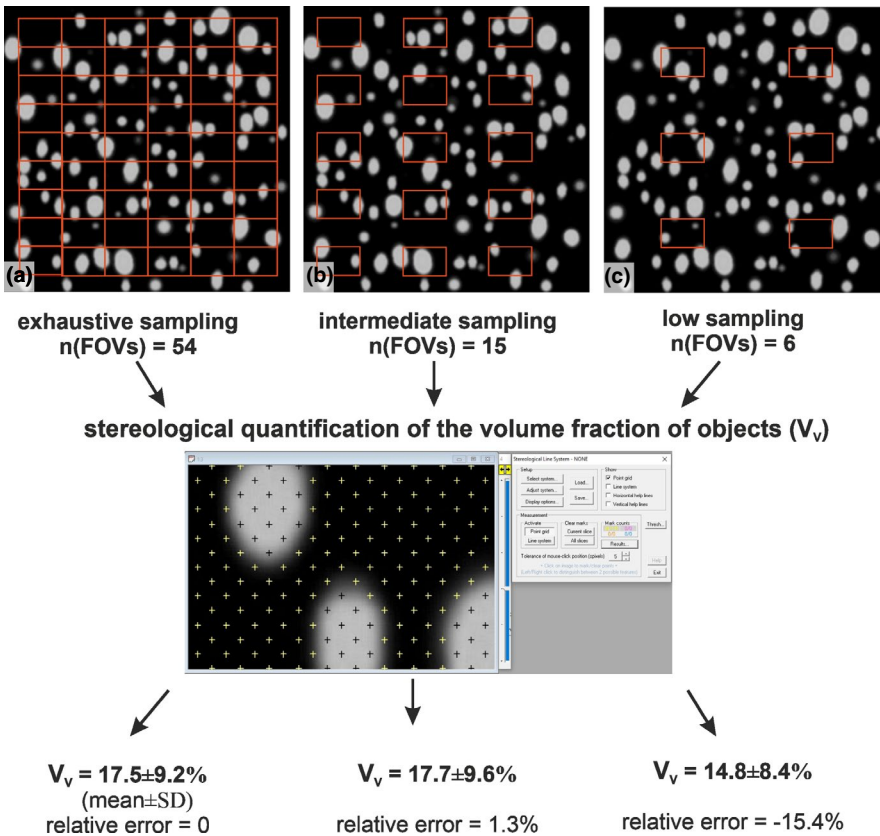 (a)
(b)
(c)
exhaustive sampling
n(FOVs) = 54
intermediate sampling
n(FOVs) = 15
low sampling
n(FOVs) = 6
stereological quantification of the volume fraction of objects (Vv)
Stereological Line System - NONE
Setup
Select system...
Adjust system...
Display options...
Load...
Save...
Show
Point grid
Line system
Horizontal help lines
Vertical help lines
Measurement
Activate
Point grid
Line system
Clear marks
Current slice
All slices
Mark counts
Results...
Thresh...
Tolerance of mouse-click position (pixels)
5
Help
Exit
Vv = 17.5±9.2%
(mean±SD)
relative error = 0
Vv = 17.7±9.6%
relative error = 1.3%
Vv = 14.8±8.4%
relative error = -15.4%